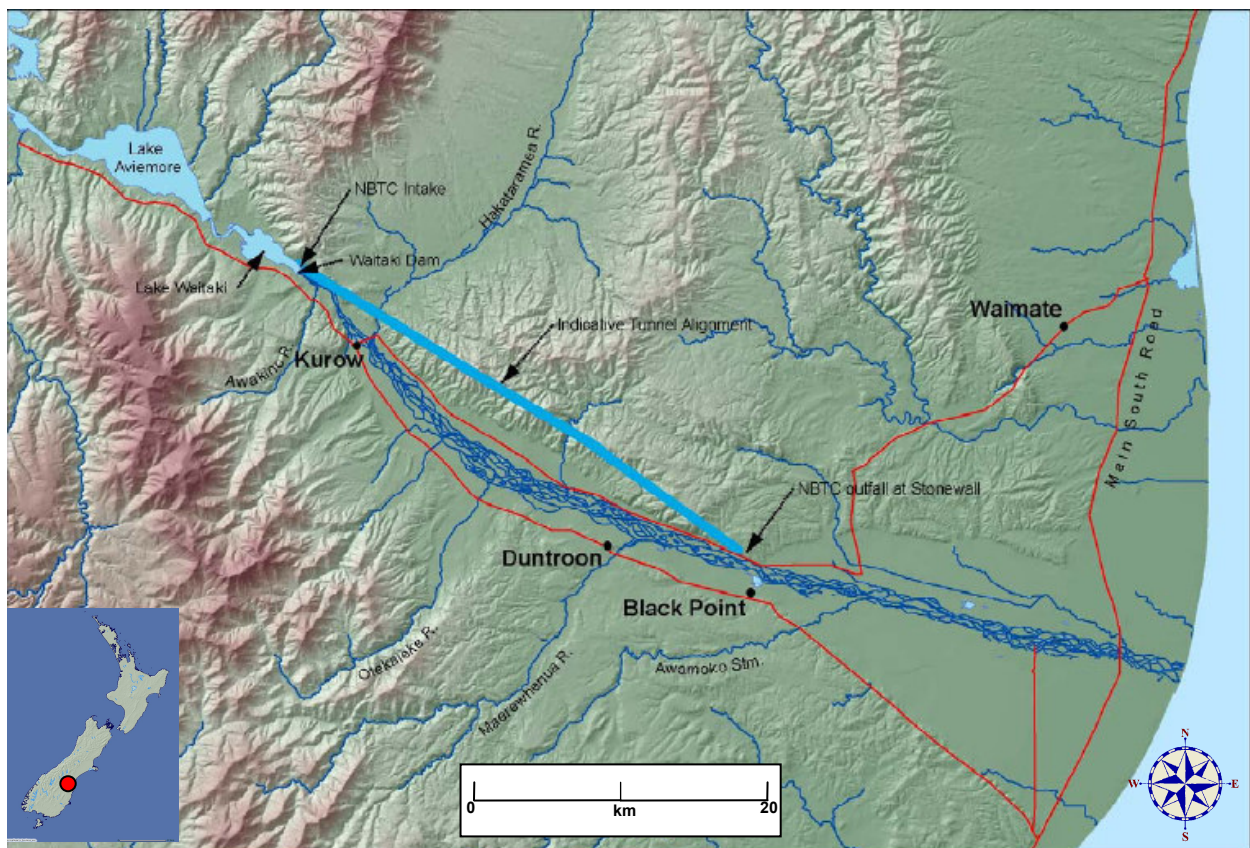 Lake
Aviemore
NBTC Intake
Hakataramea R.
Waitaki Dam
Lake Waitaki
Waimate
Indicative Tunnel Alignment
Main South Road
Kurow
Awakino R.
NBTC outfall at Stonewall
Duntroon
Black Point
Otekaieke R.
Maerewhenua R.
Awamoko Stm.
N
W
E
S
0
km
20